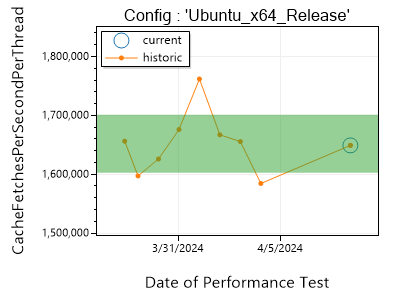 Config : 'Ubuntu_x64_Release'
current
historic
CacheFetchesPerSecondPerThread
1,800,000
1,700,000
1,600,000
1,500,000
3/31/2024
4/5/2024
Date of Performance Test